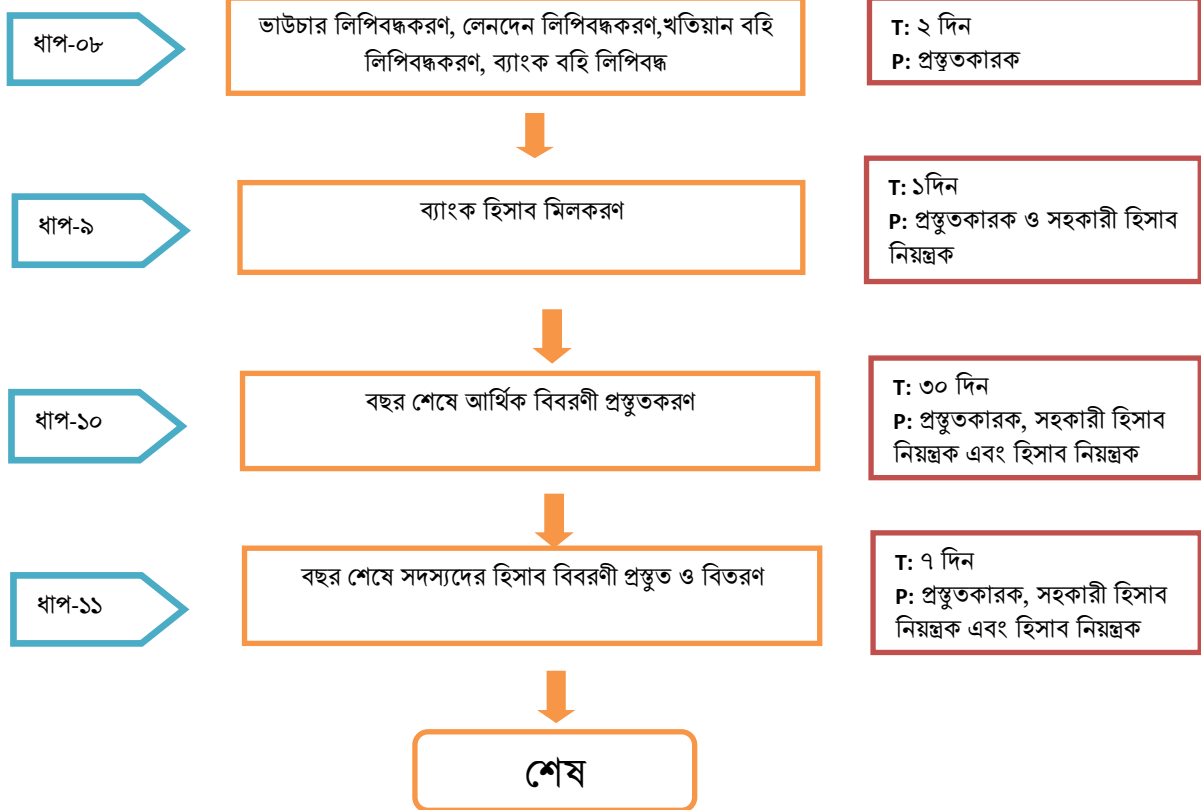 ধাপ-০৮
ভাউচার লিপিবদ্ধকরণ, লেনদেন লিপিবদ্ধকরণ,খতিয়ান বহি
লিপিবদ্ধকরণ, ব্যাংক বহি লিপিবদ্ধ
T: ২ দিন
P: প্রস্তুতকারক
ধাপ-৯
ব্যাংক হিসাব মিলকরণ
T: ১দিন
P: প্রস্তুতকারক ও সহকারী হিসাব
নিয়ন্ত্রক
ধাপ-১০
বছর শেষে আর্থিক বিবরণী প্রস্তুতকরণ
T: ৩০ দিন
P: প্রস্তুতকারক, সহকারী হিসাব
নিয়ন্ত্রক এবং হিসাব নিয়ন্ত্রক
ধাপ-১১
বছর শেষে সদস্যদের হিসাব বিবরণী প্রস্তুত ও বিতরণ
T: ৭ দিন
P: প্রস্তুতকারক, সহকারী হিসাব
নিয়ন্ত্রক এবং হিসাব নিয়ন্ত্রক
শেষ